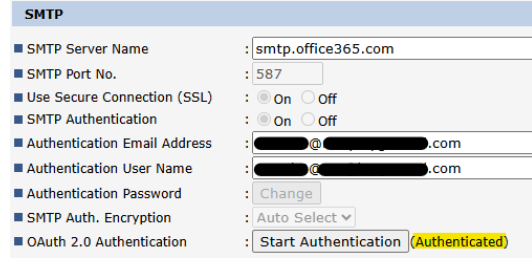 SMTP
SMTP Server Name : smtp.office365.com
SMTP Port No. : 587
Use Secure Connection (SSL) : On Off
SMTP Authentication : On Off
Authentication Email Address : @ .com
Authentication User Name : @ .com
Authentication Password : Change
SMTP Auth. Encryption : Auto Select
OAuth 2.0 Authentication : Start Authentication (Authenticated)